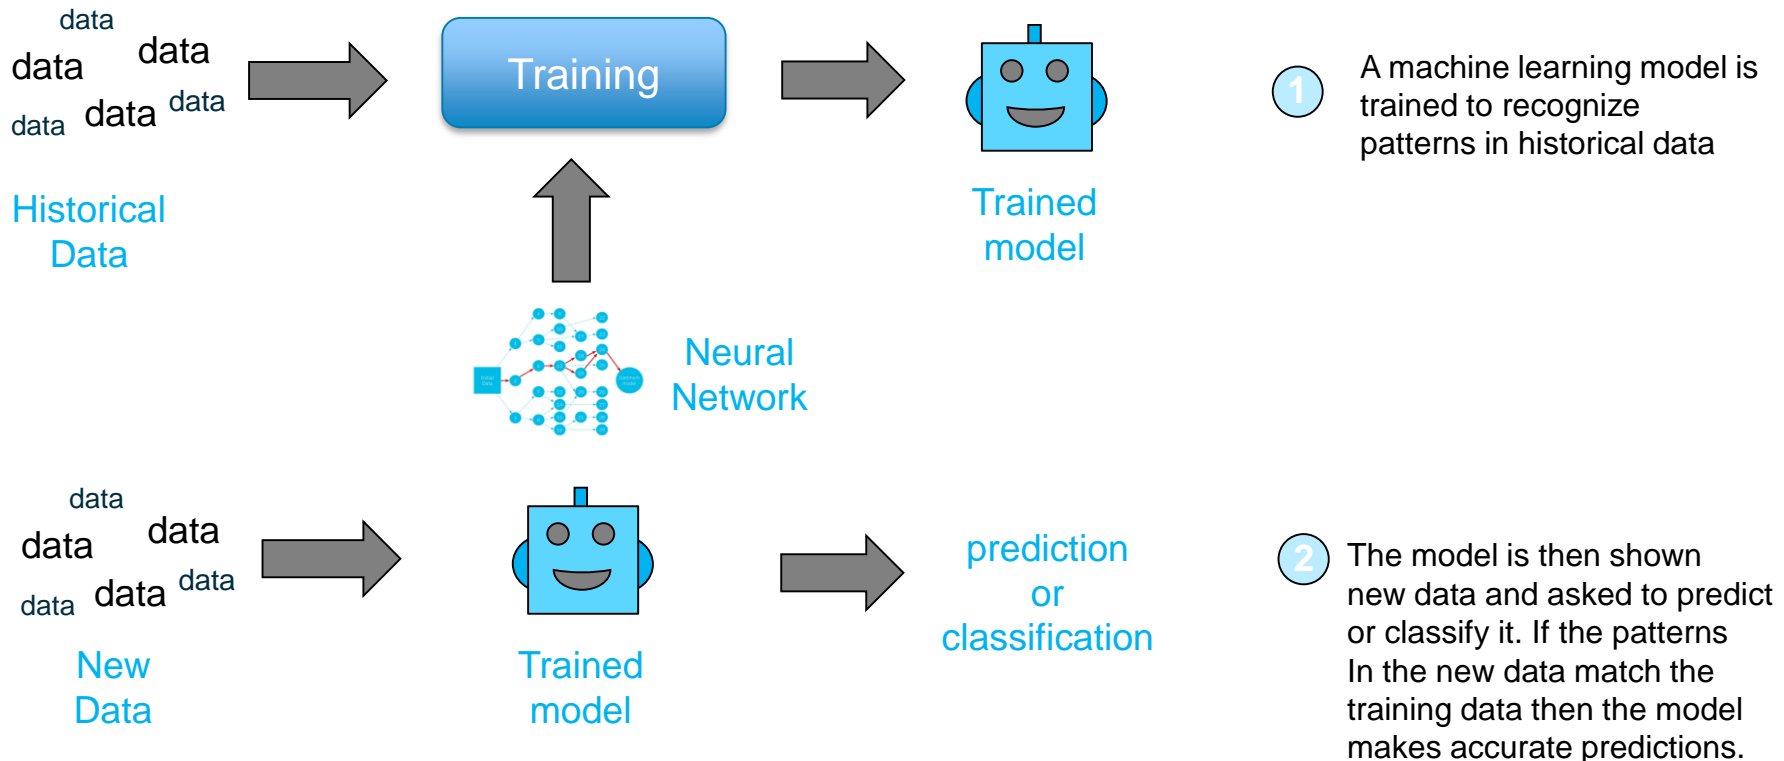 data
data
data
data
data
data
Historical
Data
Training
Trained
model
1
A machine learning model is
trained to recognize
patterns in historical data
Neural
Network
data
data
data
data
data
data
New
Data
Trained
model
prediction
or
classification
2
The model is then shown
new data and asked to predict
or classify it. If the patterns
In the new data match the
training data then the model
makes accurate predictions.